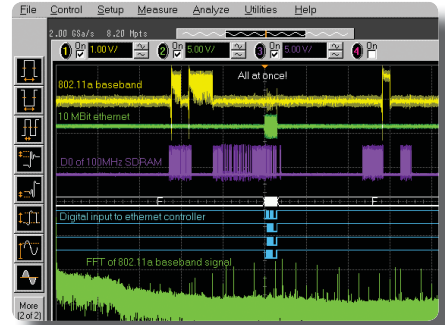 File Control Setup Measure Analyze Utilities Help
2.00 GSa/s 8.20 Mpts
1 On 1.00 V/ 2 On 5.00 V/ 3 On 5.00 V/ 4 On
All at once!
802.11a baseband
10 MBit ethernet
D0 of 100MHz SDRAM
F F
Digital input to ethernet controller
FFT of 802.11a baseband signal
More
(2 of 2)